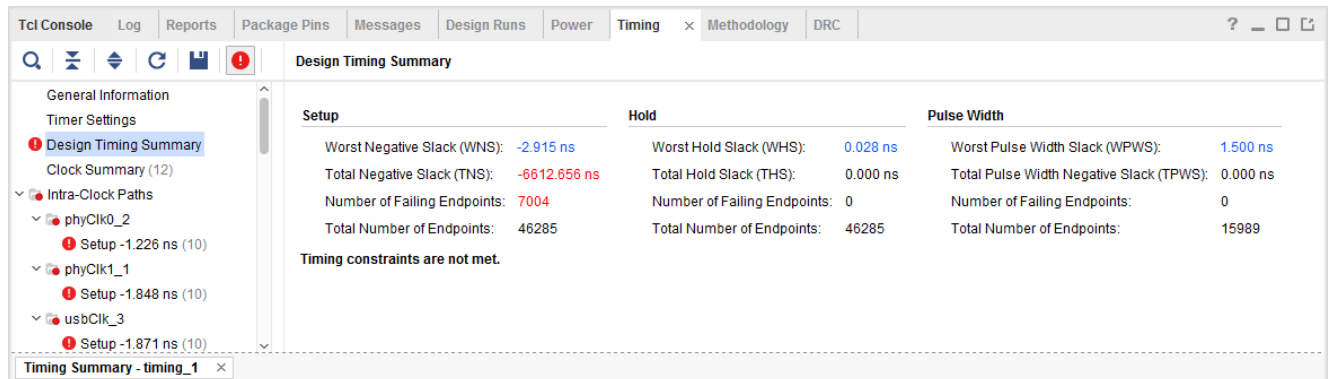 Tcl Console Log Reports Package Pins Messages Design Runs Power Timing × Methodology DRC ?
Design Timing Summary
General Information
Timer Settings
Design Timing Summary
Clock Summary (12)
Intra-Clock Paths
phyClk0_2
Setup -1.226 ns (10)
phyClk1_1
Setup -1.848 ns (10)
usbClk_3
Setup -1.871 ns (10)
Setup Hold Pulse Width
Worst Negative Slack (WNS): -2.915 ns Worst Hold Slack (WHS): 0.028 ns Worst Pulse Width Slack (WPWS): 1.500 ns
Total Negative Slack (TNS): -6612.656 ns Total Hold Slack (THS): 0.000 ns Total Pulse Width Negative Slack (TPWS): 0.000 ns
Number of Failing Endpoints: 7004 Number of Failing Endpoints: 0 Number of Failing Endpoints: 0
Total Number of Endpoints: 46285 Total Number of Endpoints: 46285 Total Number of Endpoints: 15989
Timing constraints are not met.
Timing Summary - timing_1 ×